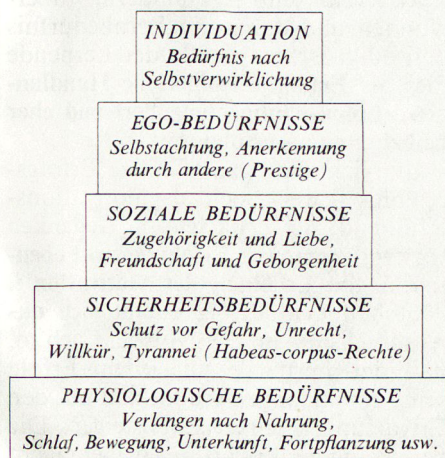 INDIVIDUATION
Bedürfnis nach
Selbstverwirklichung
EGO-BEDÜRFNISSE
Selbstachtung, Anerkennung
durch andere (Prestige)
SOZIALE BEDÜRFNISSE
Zugehörigkeit und Liebe,
Freundschaft und Geborgenheit
SICHERHEITSBEDÜRFNISSE
Schutz vor Gefahr, Unrecht,
Willkür, Tyrannei (Habeas-corpus-Rechte)
PHYSIOLOGISCHE BEDÜRFNISSE
Verlangen nach Nahrung,
Schlaf, Bewegung, Unterkunft, Fortpflanzung usw.